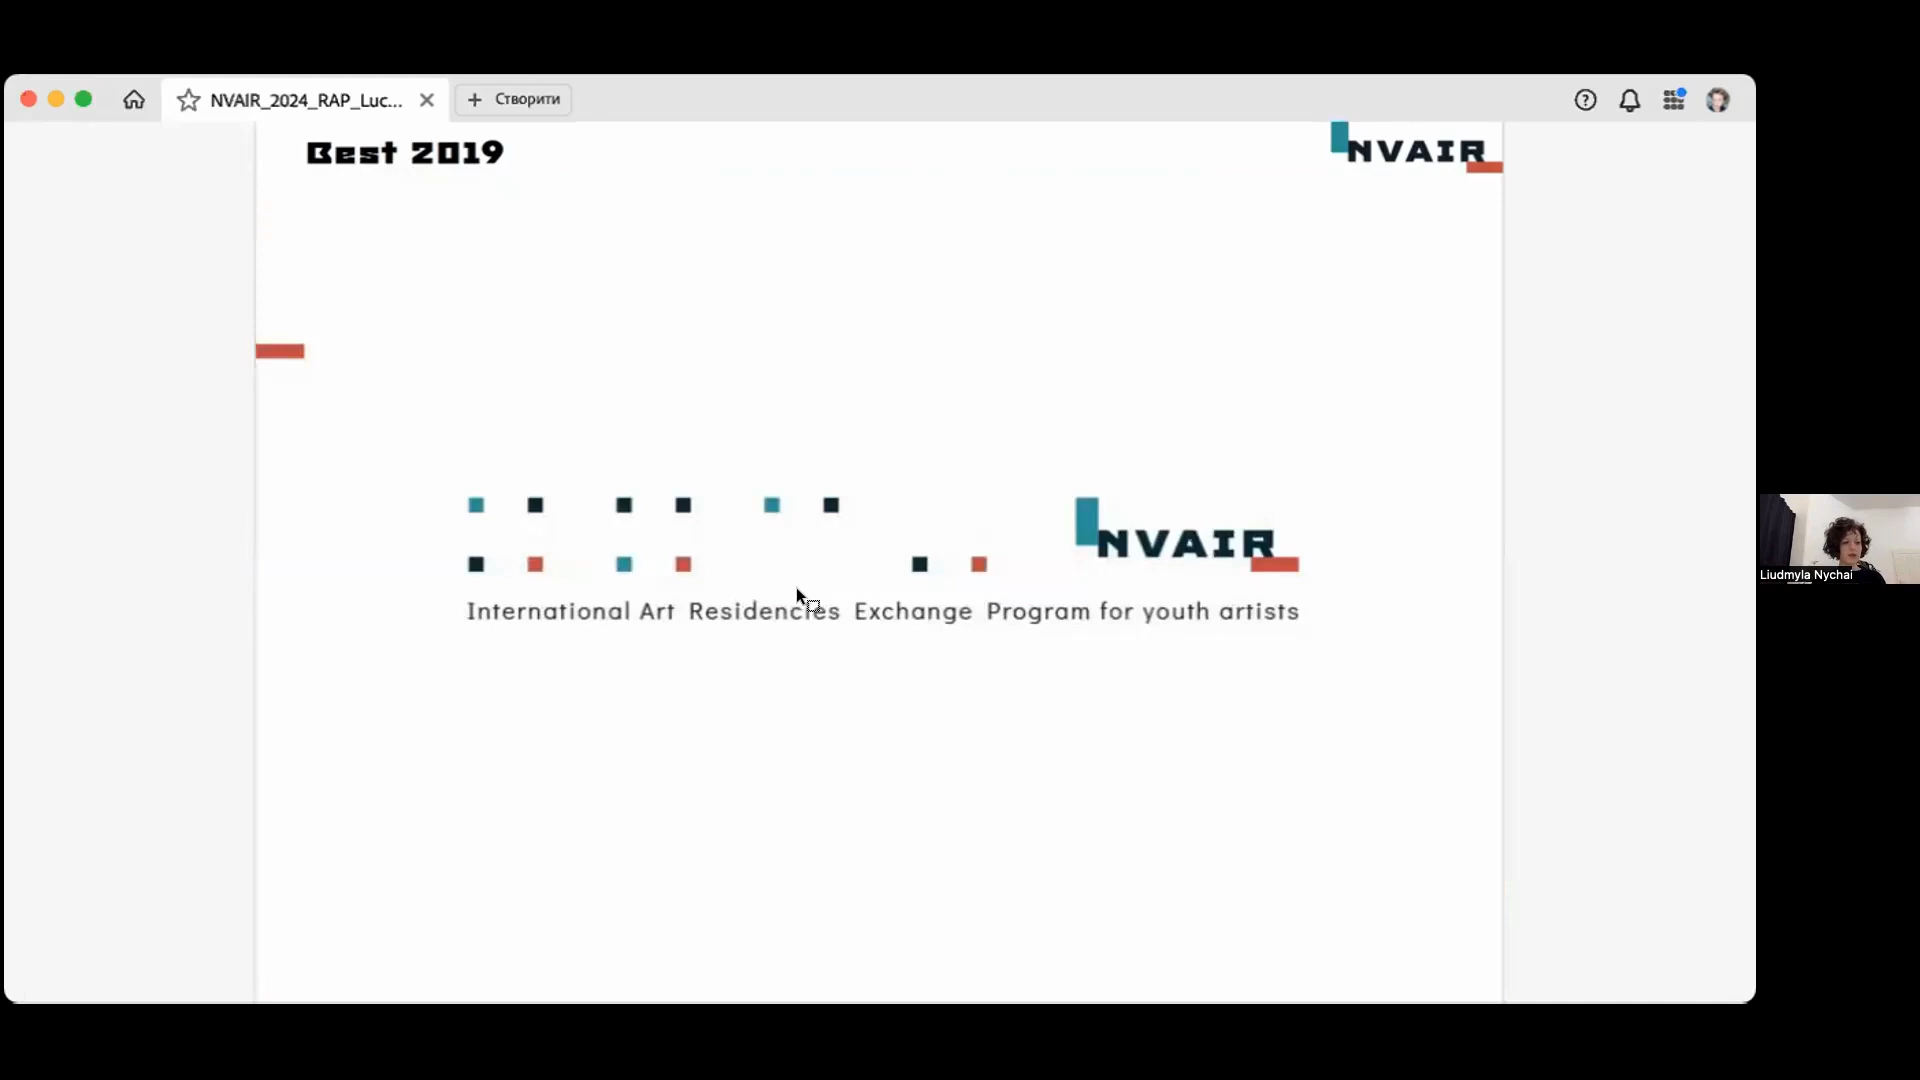 NVAIR_2024_RAP_Luc...
Створити
Best 2019
NVAIR
NVAIR
International Art Residencies Exchange Program for youth artists
Liudmyla Nychai